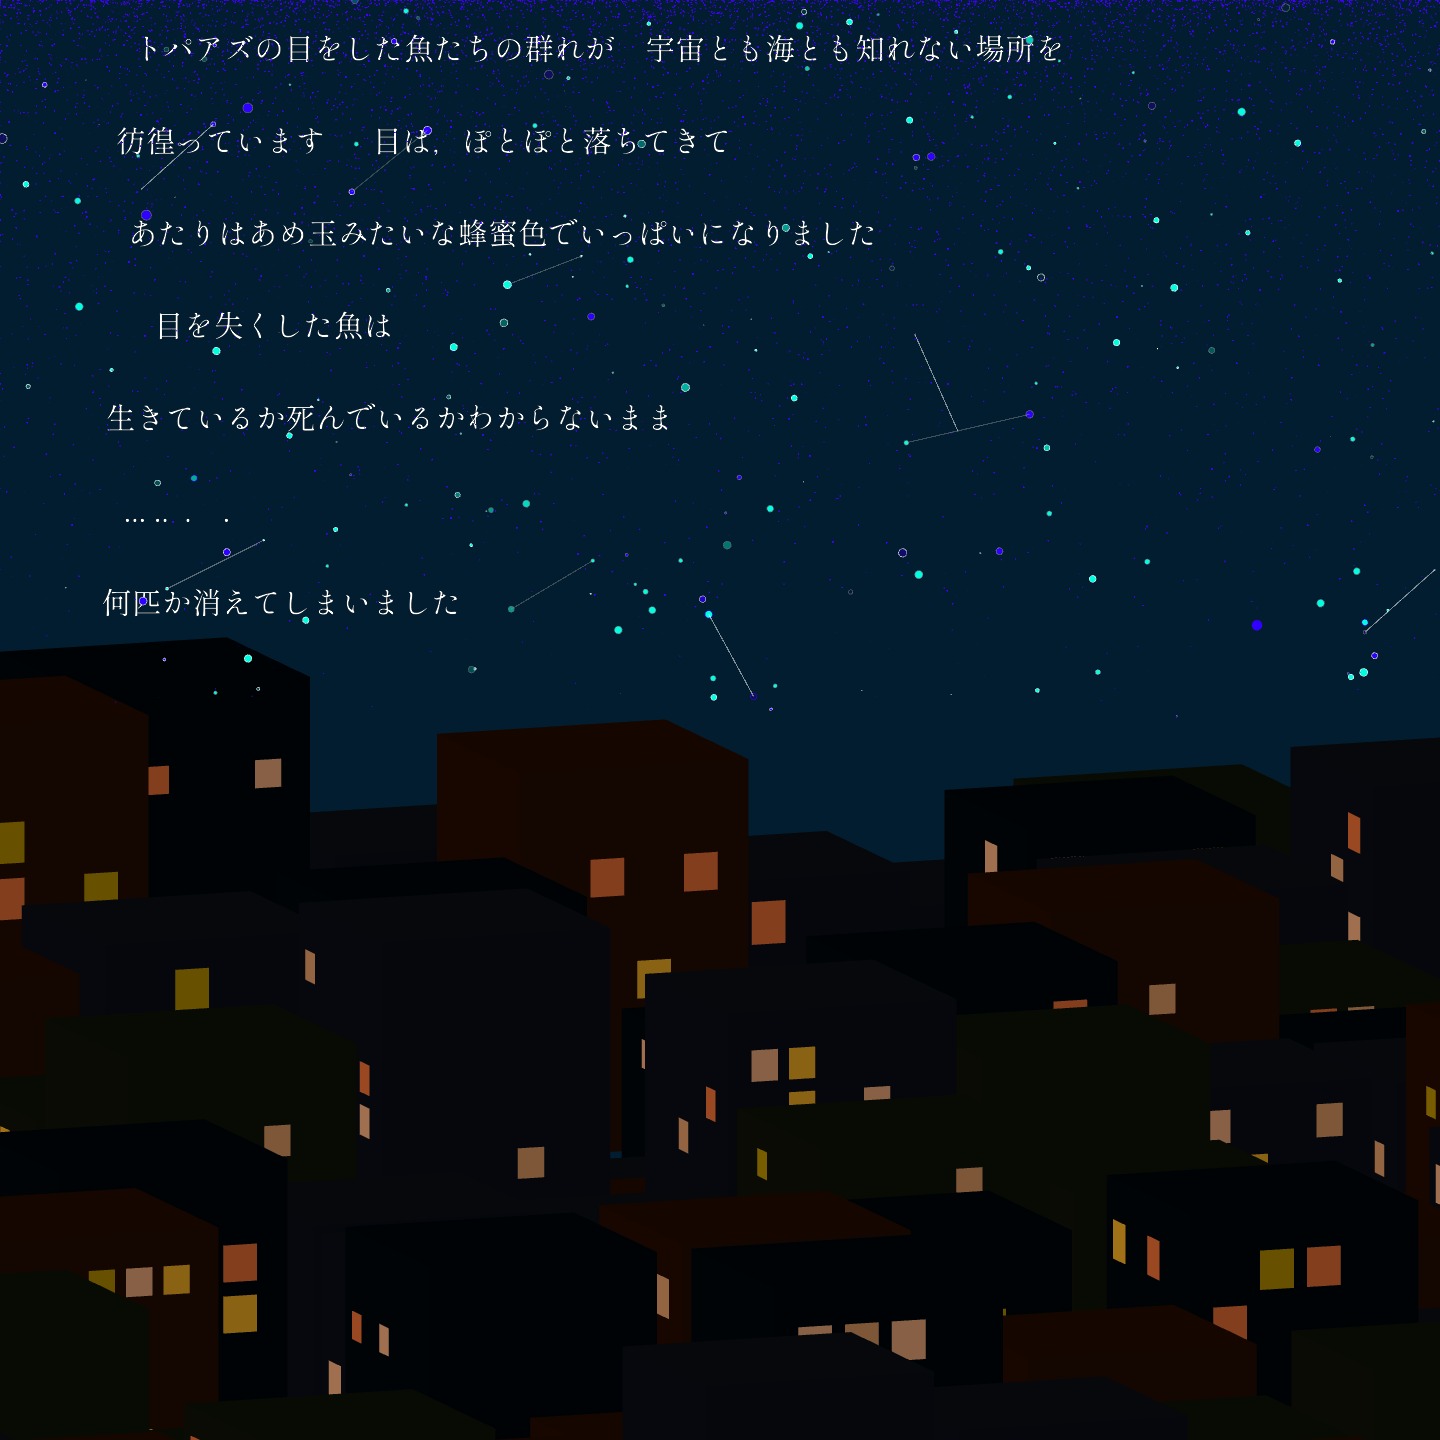 トパアズの目をした魚たちの群れが　宇宙とも海とも知れない場所を
彷徨っています　目は，ぽとぽと落ちてきて
あたりはあめ玉みたいな蜂蜜色でいっぱいになりました
目を失くした魚は
生きているか死んでいるかわからないまま
… ‥ ．　．
何匹か消えてしまいました